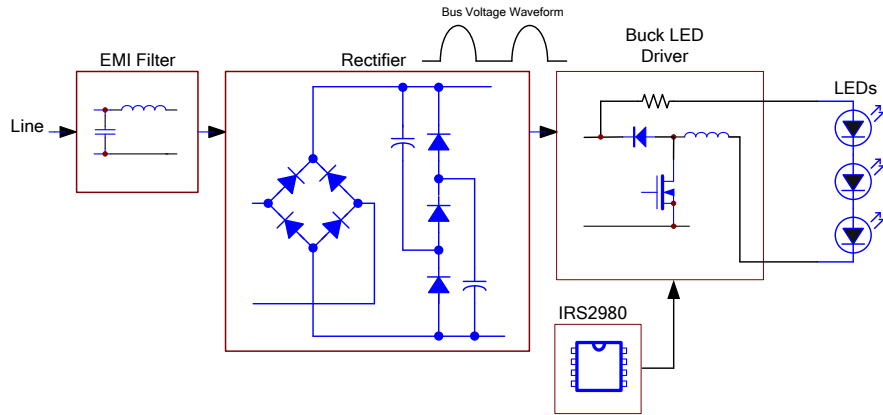 Bus Voltage Waveform
EMI Filter
Rectifier
Buck LED
Driver
LEDs
Line
IRS2980